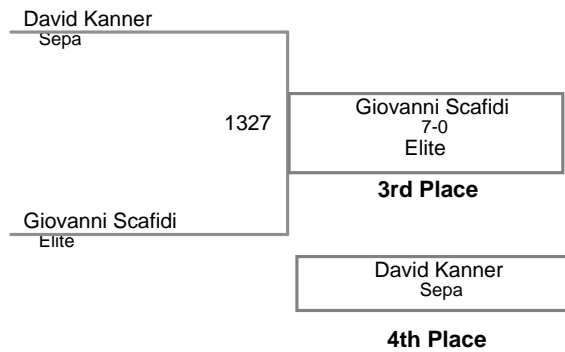 David Kanner
Sepa
1327
Giovanni Scafidi
7-0
Elite
3rd Place
Giovanni Scafidi
Elite
David Kanner
Sepa
4th Place